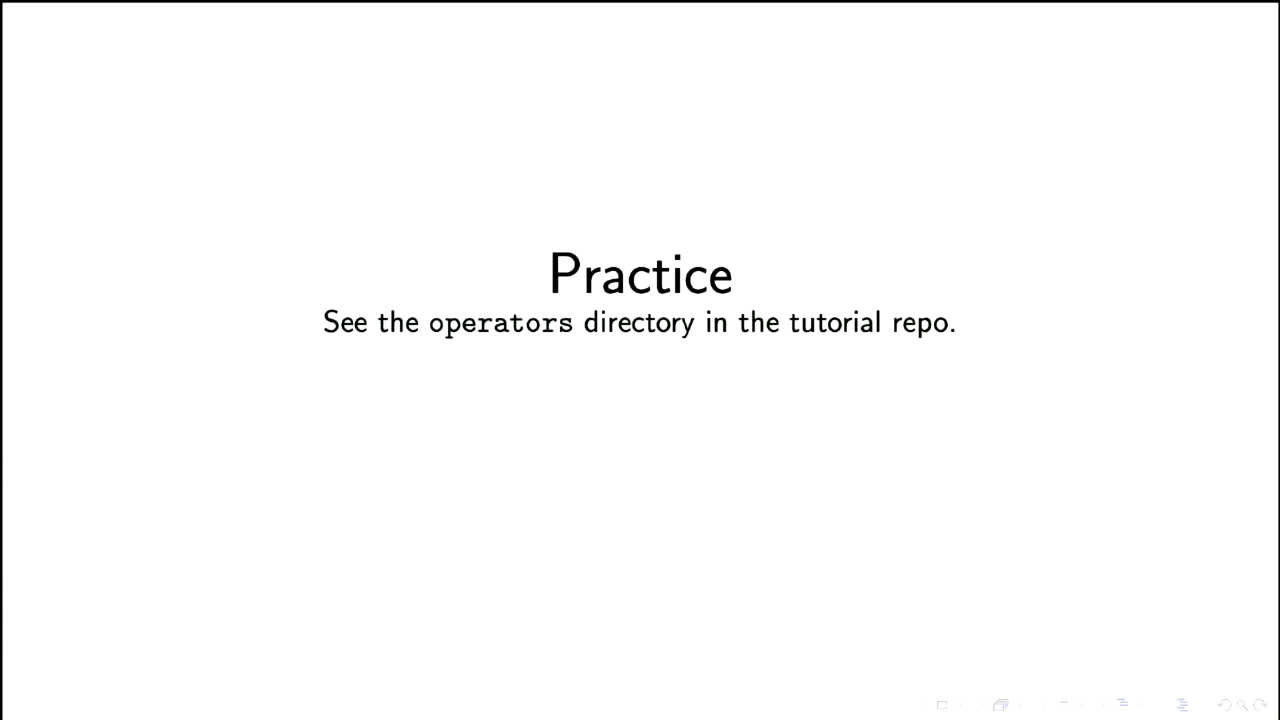 Practice
See the operators directory in the tutorial repo.